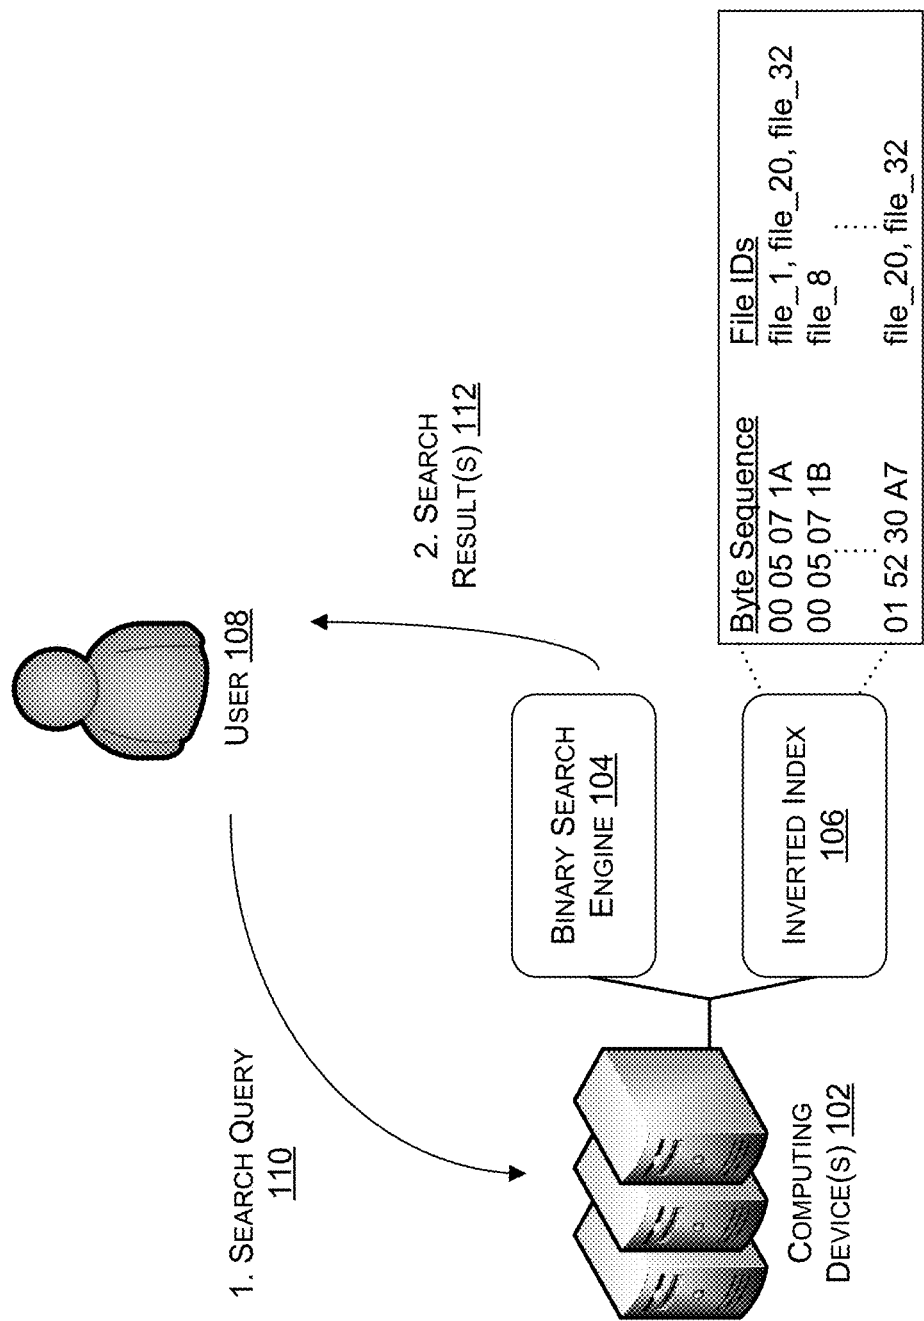 USER 108
1. SEARCH QUERY
110
2. SEARCH
RESULT(S) 112
COMPUTING
DEVICE(S) 102
BINARY SEARCH
ENGINE 104
INVERTED INDEX
106
Byte Sequence File IDs
00 05 07 1A file_1, file_20, file_32
00 05 07 1B file_8
01 52 30 A7 file_20, file_32